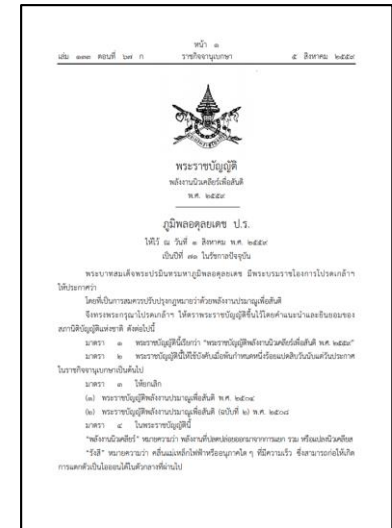 หน้า ๑
เล่ม ๑๓๓ ตอนที่ ๖๗ ก ราชกิจจานุเบกษา ๕ สิงหาคม ๒๕๕๙
พระราชบัญญัติ
พลังงานนิวเคลียร์เพื่อสันติ
พ.ศ. ๒๕๕๙
ภูมิพลอดุลยเดช ป.ร.
ให้ไว้ ณ วันที่ ๑ สิงหาคม พ.ศ. ๒๕๕๙
เป็นปีที่ ๗๑ ในรัชกาลปัจจุบัน
พระบาทสมเด็จพระปรมินทรมหาภูมิพลอดุลยเดช มีพระบรมราชโองการโปรดเกล้าฯ
ให้ประกาศว่า
โดยที่เป็นการสมควรปรับปรุงกฎหมายว่าด้วยพลังงานปรมาณูเพื่อสันติ
จึงทรงพระกรุณาโปรดเกล้าฯ ให้ตราพระราชบัญญัติขึ้นไว้โดยคำแนะนำและยินยอมของ
สภานิติบัญญัติแห่งชาติ ดังต่อไปนี้
มาตรา ๑ พระราชบัญญัตินี้เรียกว่า “พระราชบัญญัติพลังงานนิวเคลียร์เพื่อสันติ พ.ศ. ๒๕๕๙”
มาตรา ๒ พระราชบัญญัตินี้ให้ใช้บังคับเมื่อพ้นกำหนดหนึ่งร้อยแปดสิบวันนับแต่วันประกาศ
ในราชกิจจานุเบกษาเป็นต้นไป
มาตรา ๓ ให้ยกเลิก
(๑) พระราชบัญญัติพลังงานปรมาณูเพื่อสันติ พ.ศ. ๒๕๐๔
(๒) พระราชบัญญัติพลังงานปรมาณูเพื่อสันติ (ฉบับที่ ๒) พ.ศ. ๒๕๐๘
มาตรา ๔ ในพระราชบัญญัตินี้
“พลังงานนิวเคลียร์” หมายความว่า พลังงานที่ปลดปล่อยออกมาจากการแยก รวม หรือแปลงนิวเคลียส
“รังสี” หมายความว่า คลื่นแม่เหล็กไฟฟ้าหรืออนุภาคใด ๆ ที่มีความเร็ว ซึ่งสามารถก่อให้เกิด
การแตกตัวเป็นไอออนได้ในตัวกลางที่ผ่านไป